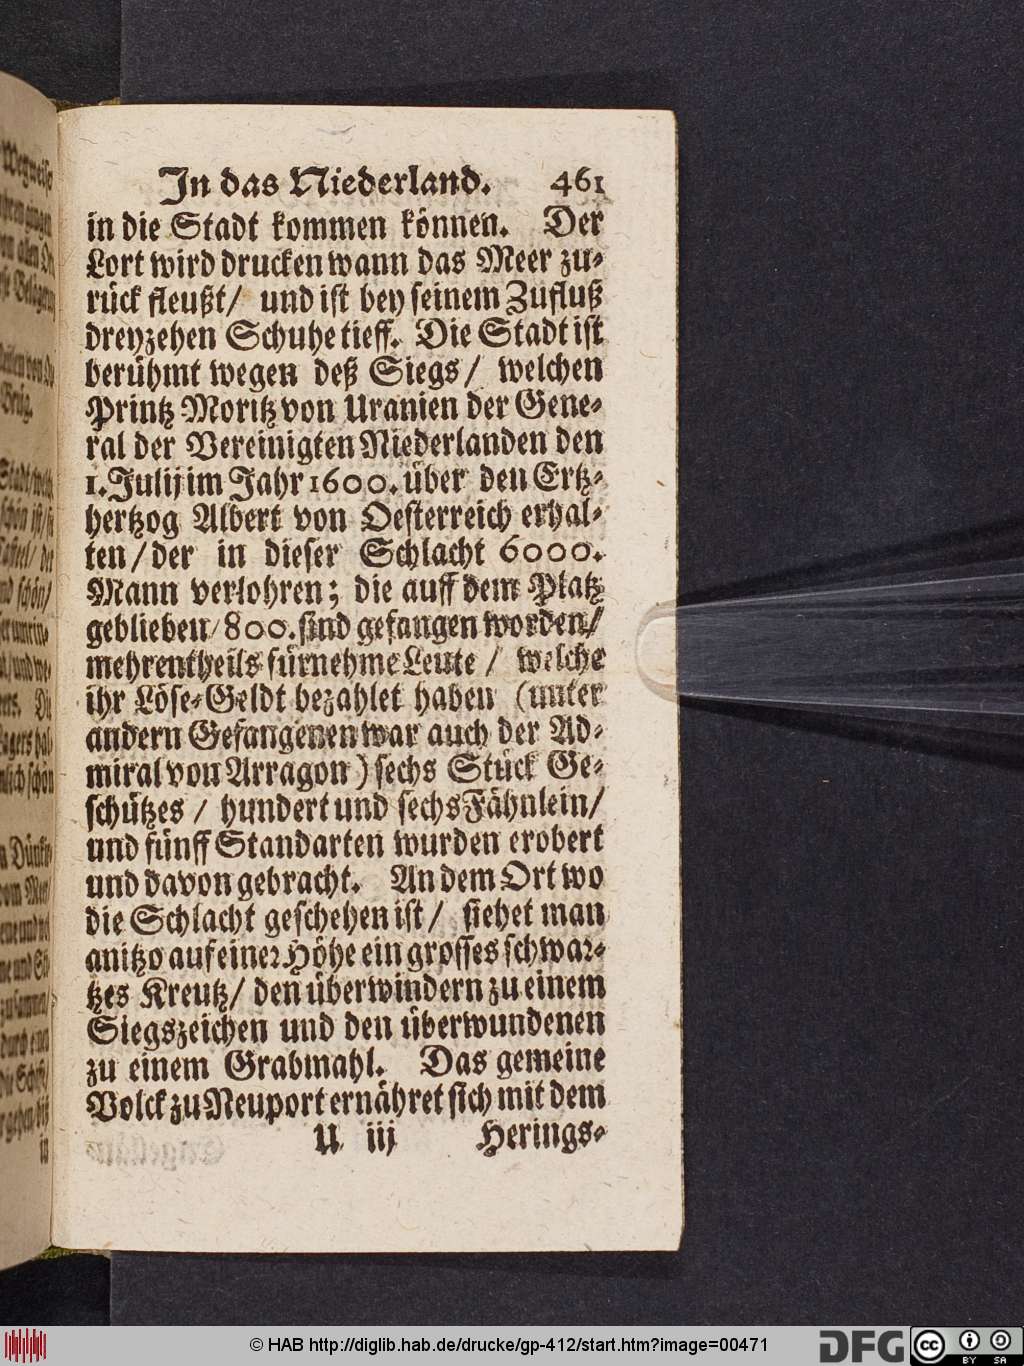 In das Niederland. 461
in die Stadt kommen können. Der
Lort wird drucken wann das Meer zu-
rück fleußt/ und ist bey seinem Zufluß
dreyzehen Schuhe tieff. Die Stadt ist
berühmt wegen deß Siegs/ welchen
Printz Moritz von Uranien der Gene-
ral der Vereinigten Niederlanden den
1. Julij im Jahr 1600. über den Ertz-
hertzog Albert von Oesterreich erhal-
ten/ der in dieser Schlacht 6000.
Mann verlohren; die auff dem Platz
geblieben/ 800. sind gefangen worden/
mehrentheils fürnehme Leute/ welche
ihr Löse-Geldt bezahlet haben (unter
andern Gefangenen war auch der Ad-
miral von Arragon) sechs Stück Ge-
schützes/ hundert und sechs Fähnlein/
und fünff Standarten wurden erobert
und davon gebracht. An dem Ort wo
die Schlacht geschehen ist/ siehet man
anitzo auf einer Höhe ein grosses schwar-
tzes Kreutz/ den überwindern zu einem
Siegszeichen und den überwundenen
zu einem Grabmahl. Das gemeine
Volck zu Neuport ernähret sich mit dem
U iij Herings-
© HAB http://diglib.hab.de/drucke/gp-412/start.htm?image=00471
DFG
cc BY SA